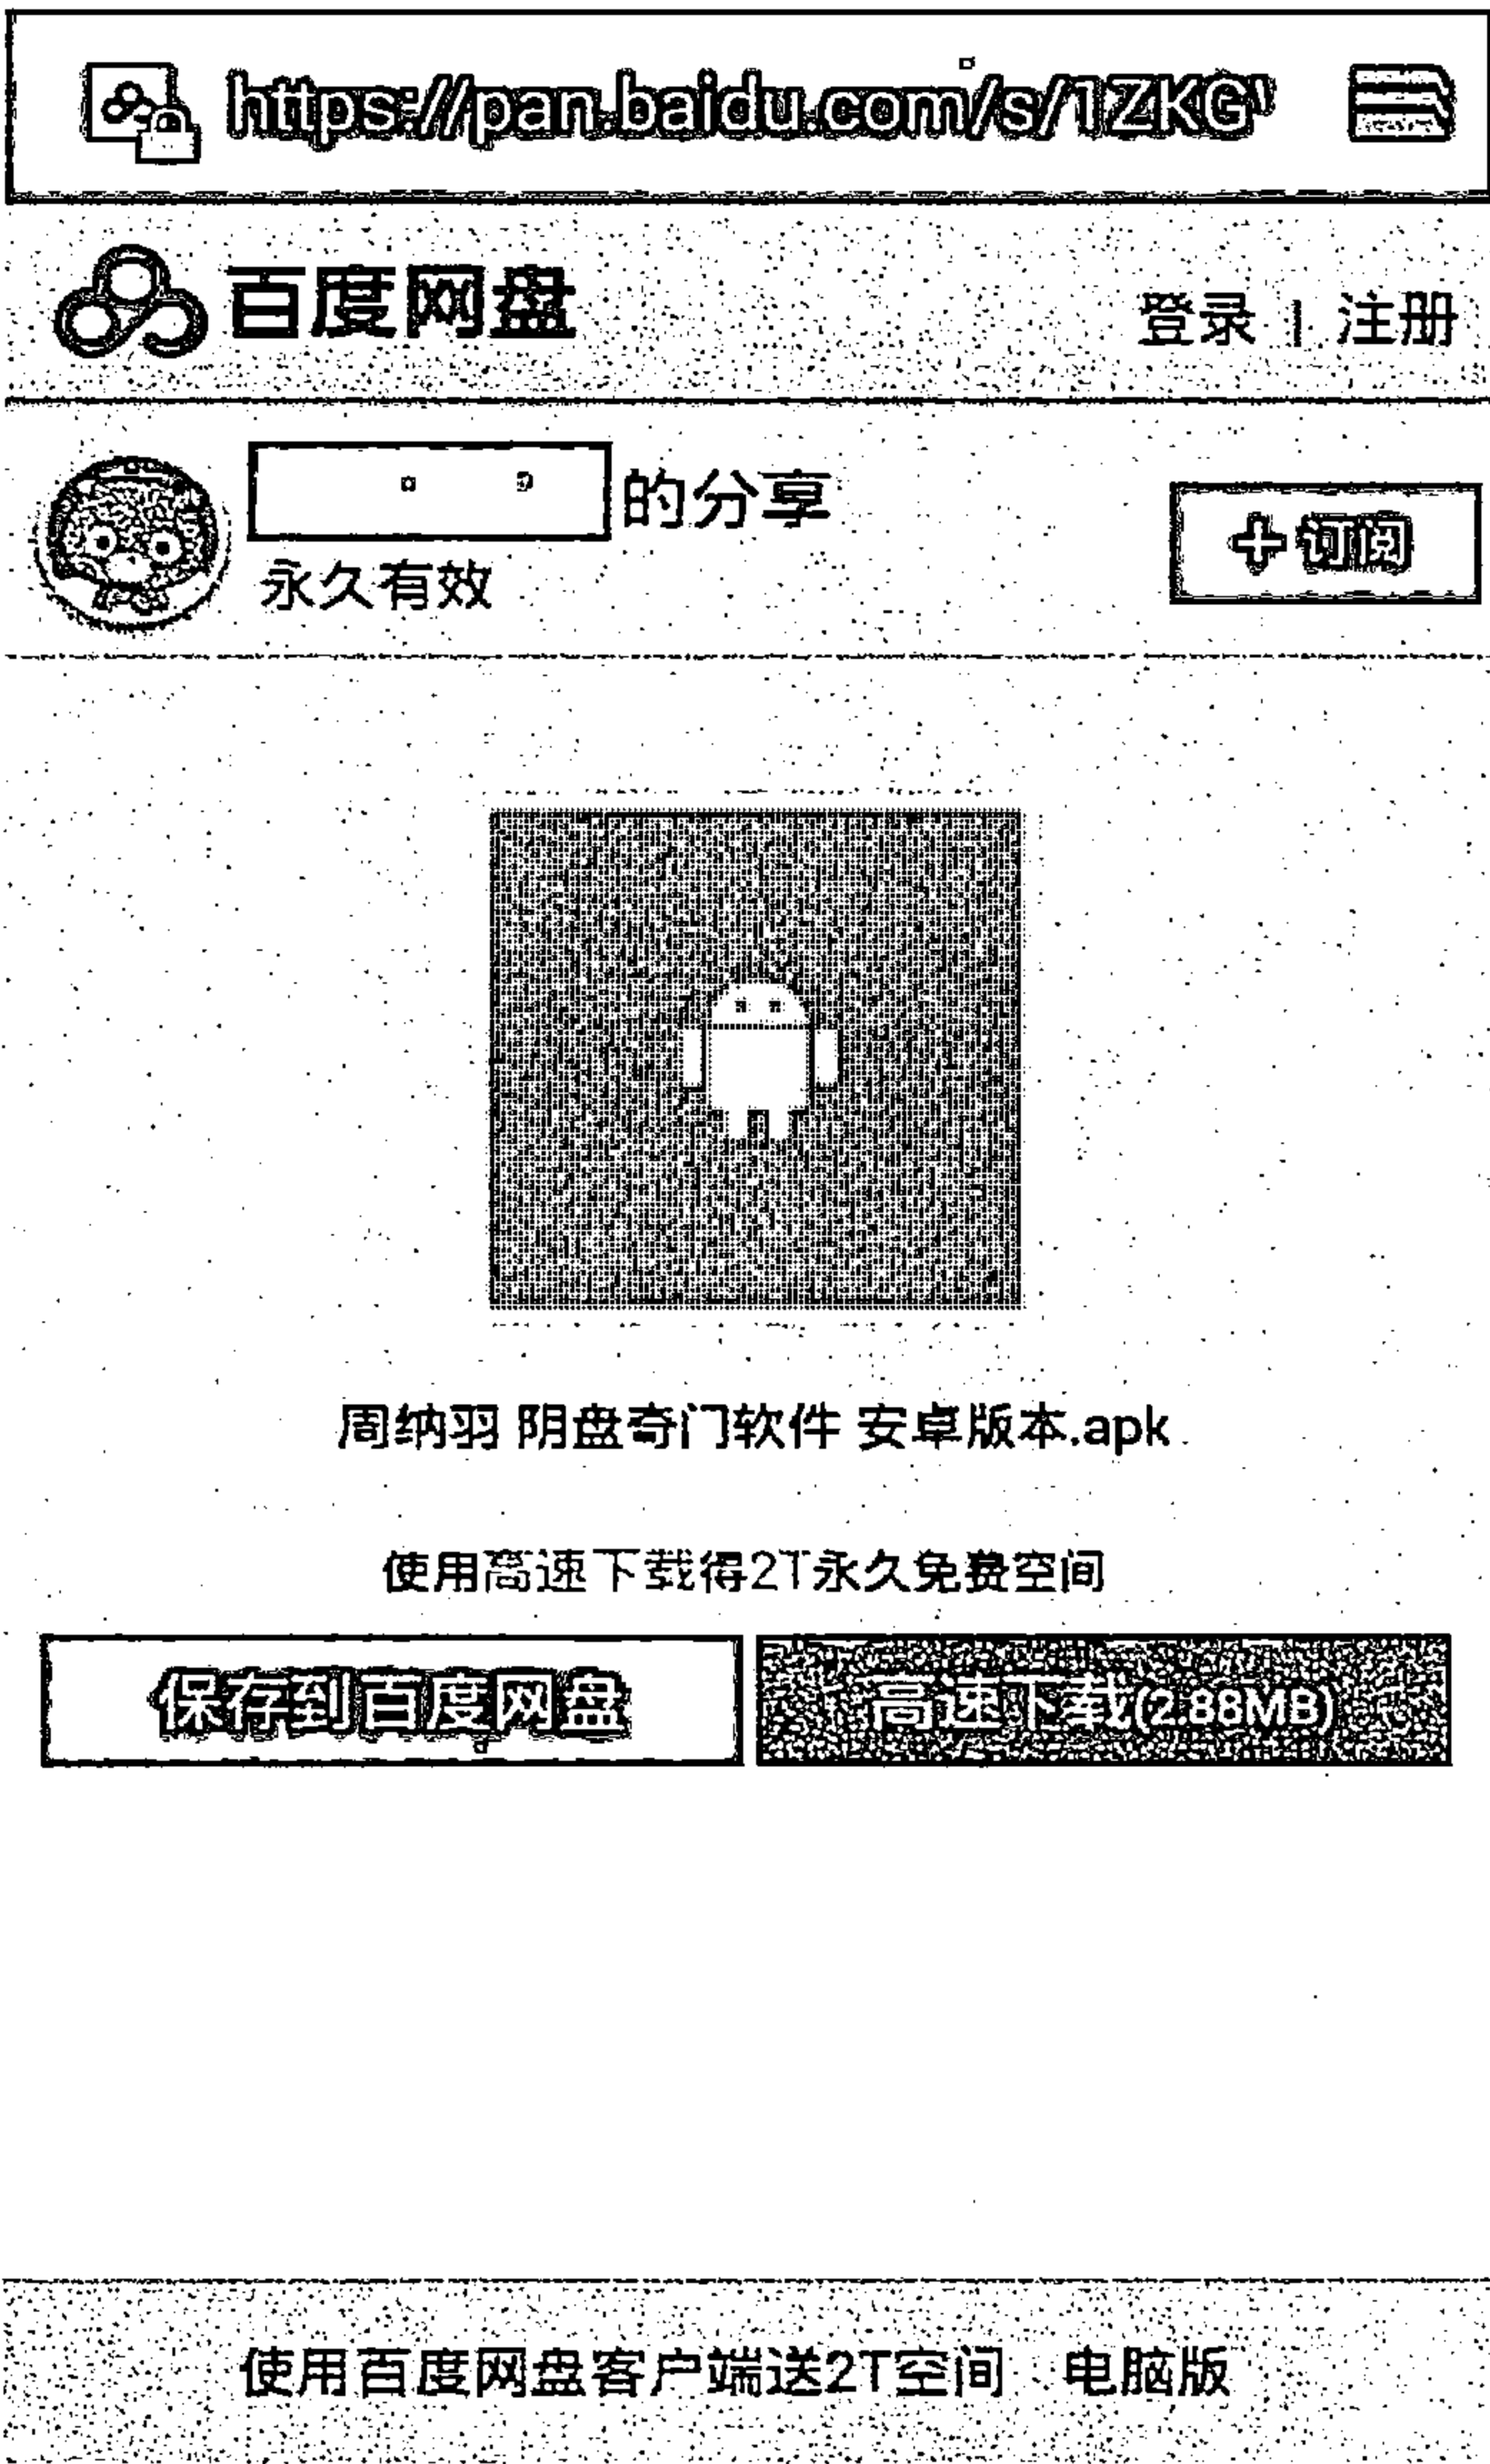 https://pan.baidu.com/s/1ZKG
百度网盘
登录 | 注册
的分享
永久有效
+ 订阅
周纳羽 阴盘奇门软件 安卓版本.apk
使用高速下载得2T永久免费空间
保存到百度网盘
高速下载(2.88MB)
使用百度网盘客户端送2T空间 电脑版